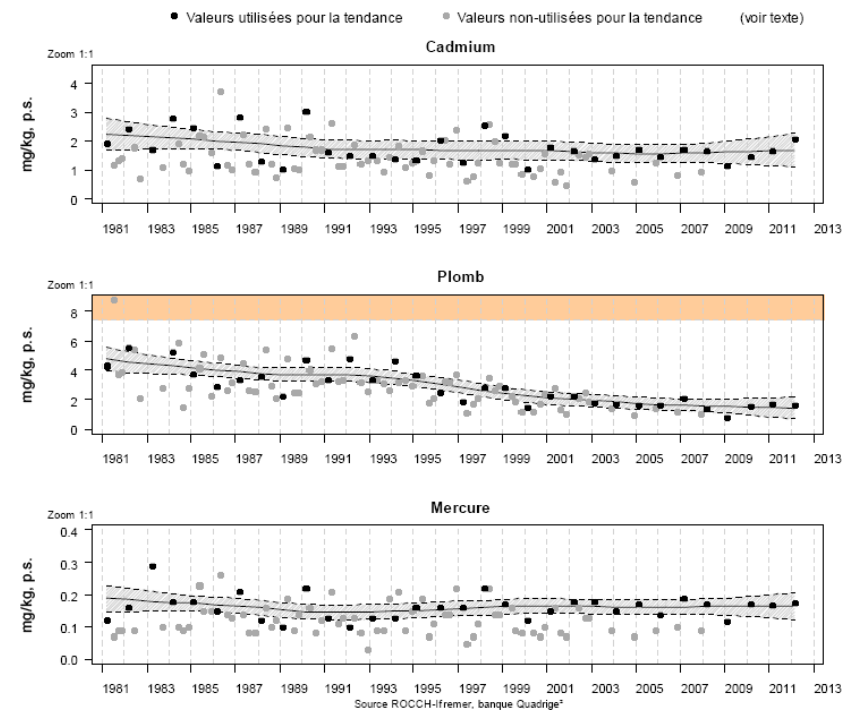 Valeurs utilisées pour la tendance Valeurs non-utilisées pour la tendance (voir texte)
Zoom 1:1 Cadmium
mg/kg, p.s.
4
3
2
1
0
1981 1983 1985 1987 1989 1991 1993 1995 1997 1999 2001 2003 2005 2007 2009 2011 2013
Zoom 1:1 Plomb
mg/kg, p.s.
8
6
4
2
0
1981 1983 1985 1987 1989 1991 1993 1995 1997 1999 2001 2003 2005 2007 2009 2011 2013
Zoom 1:1 Mercure
mg/kg, p.s.
0.4
0.3
0.2
0.1
0.0
1981 1983 1985 1987 1989 1991 1993 1995 1997 1999 2001 2003 2005 2007 2009 2011 2013
Source ROCCH-Ifremer, banque Quadrige²